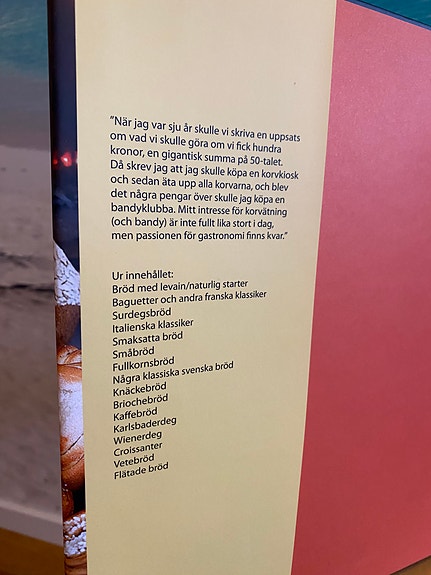 ”När jag var sju år skulle vi skriva en uppsats
om vad vi skulle göra om vi fick hundra
kronor, en gigantisk summa på 50-talet.
Då skrev jag att jag skulle köpa en korvkiosk
och sedan äta upp alla korvarna, och blev
det några pengar över skulle jag köpa en
bandyklubba. Mitt intresse för korvätning
(och bandy) är inte fullt lika stort i dag,
men passionen för gastronomi finns kvar.”
Ur innehållet:
Bröd med levain/naturlig starter
Baguetter och andra franska klassiker
Surdegsbröd
Italienska klassiker
Smaksatta bröd
Småbröd
Fullkornsbröd
Några klassiska svenska bröd
Knäckebröd
Briochebröd
Kaffebröd
Karlsbaderdeg
Wienerdeg
Croissanter
Vetebröd
Flätade bröd